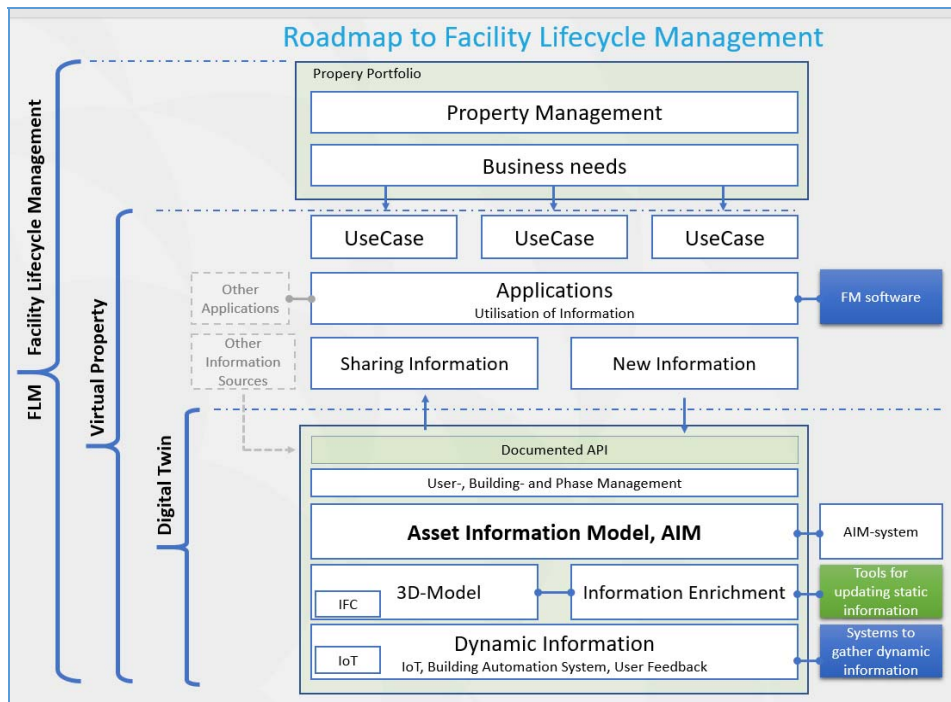 Roadmap to Facility Lifecycle Management
Propery Portfolio
Property Management
Business needs
UseCase
UseCase
UseCase
Other
Applications
Applications
Utilisation of Information
FM software
Other
Information
Sources
Sharing Information
New Information
Documented API
User-, Building- and Phase Management
Asset Information Model, AIM
AIM-system
3D-Model
IFC
Information Enrichment
Tools for
updating static
information
Dynamic Information
IoT, Building Automation System, User Feedback
IoT
Systems to
gather dynamic
information
FLM Facility Lifecycle Management
Virtual Property
Digital Twin